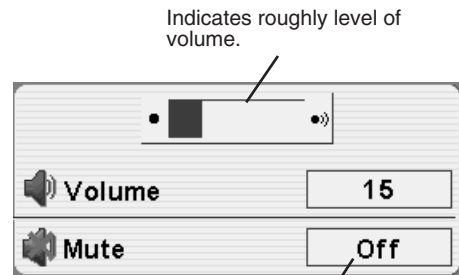 Indicates roughly level of
volume.
Volume 15
Mute Off